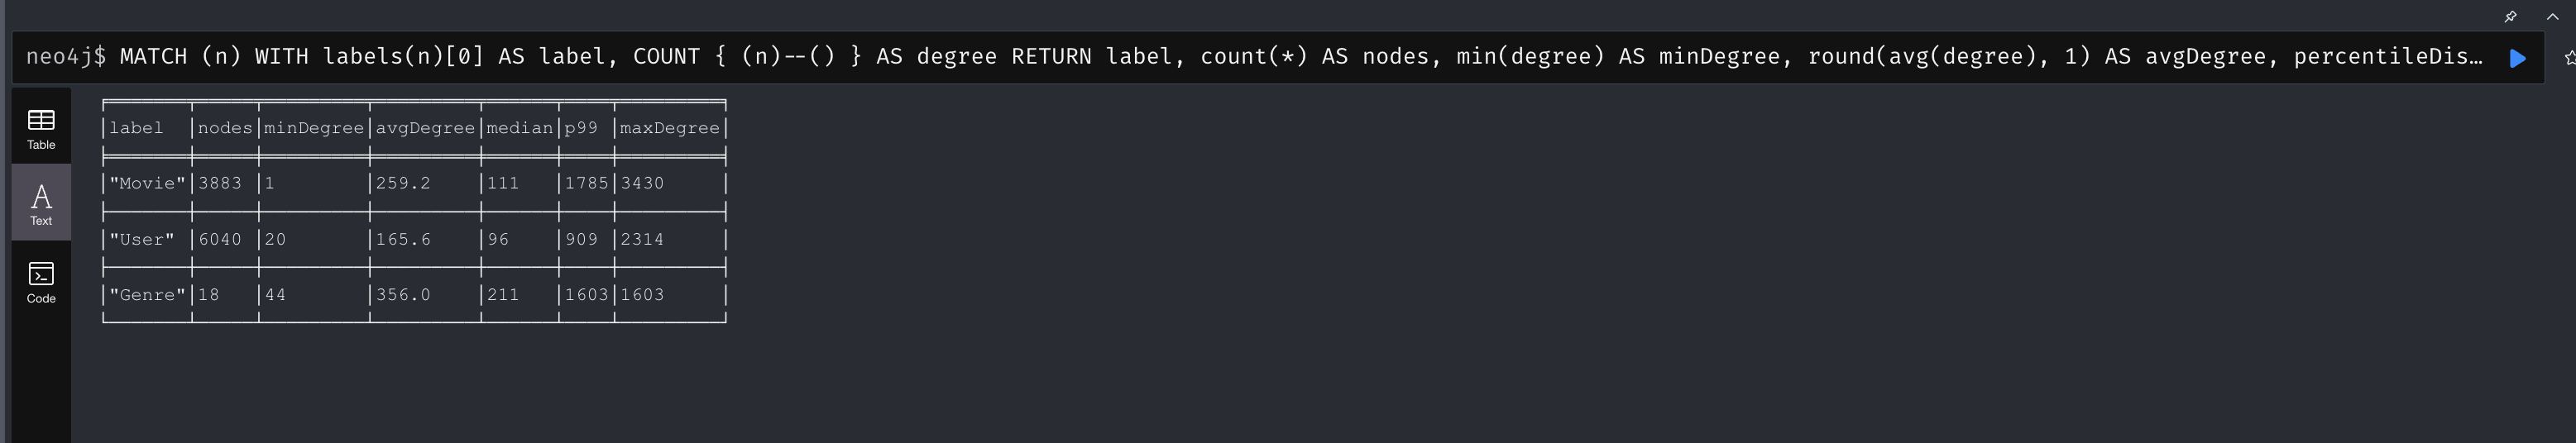 neo4j$ MATCH (n) WITH labels(n)[0] AS label, COUNT { (n)--() } AS degree RETURN label, count(*) AS nodes, min(degree) AS minDegree, round(avg(degree), 1) AS avgDegree, percentileDis…
Table
Text
Code
label nodes minDegree avgDegree median p99 maxDegree
"Movie" 3883 1 259.2 111 1785 3430
"User" 6040 20 165.6 96 909 2314
"Genre" 18 44 356.0 211 1603 1603